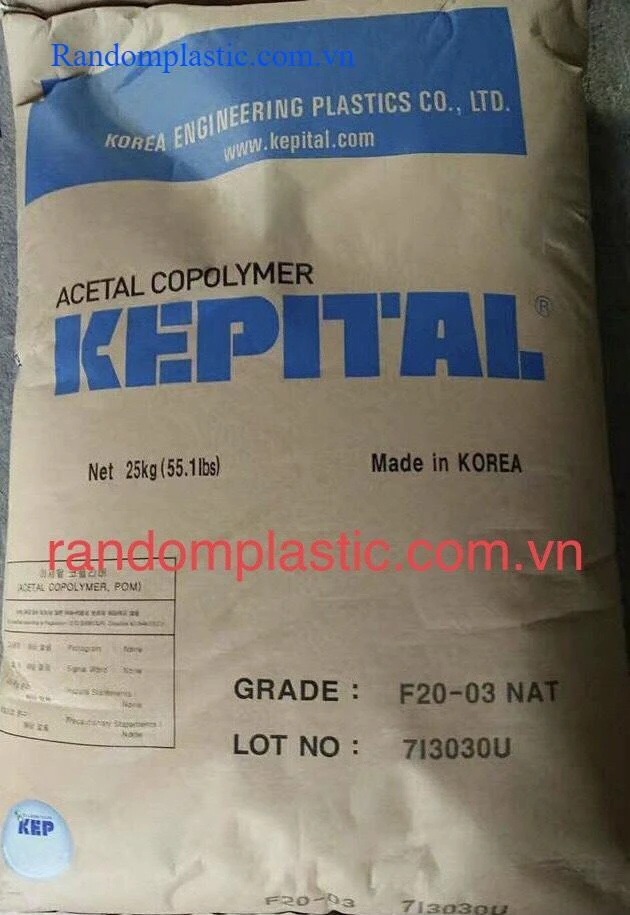 Randomplastic.com.vn
KOREA ENGINEERING PLASTICS CO., LTD.
www.kepital.com
ACETAL COPOLYMER
KEPITAL®
Net 25kg (55.1lbs) Made in KOREA
randomplastic.com.vn
(ACETAL COPOLYMER, POM)
Pictogram : None
Signal Word : None
Hazard Statements :
None
Precautionary Statements :
None
GRADE : F20-03 NAT
LOT NO : 7I3030U
KEP
F20-03 7I3030U